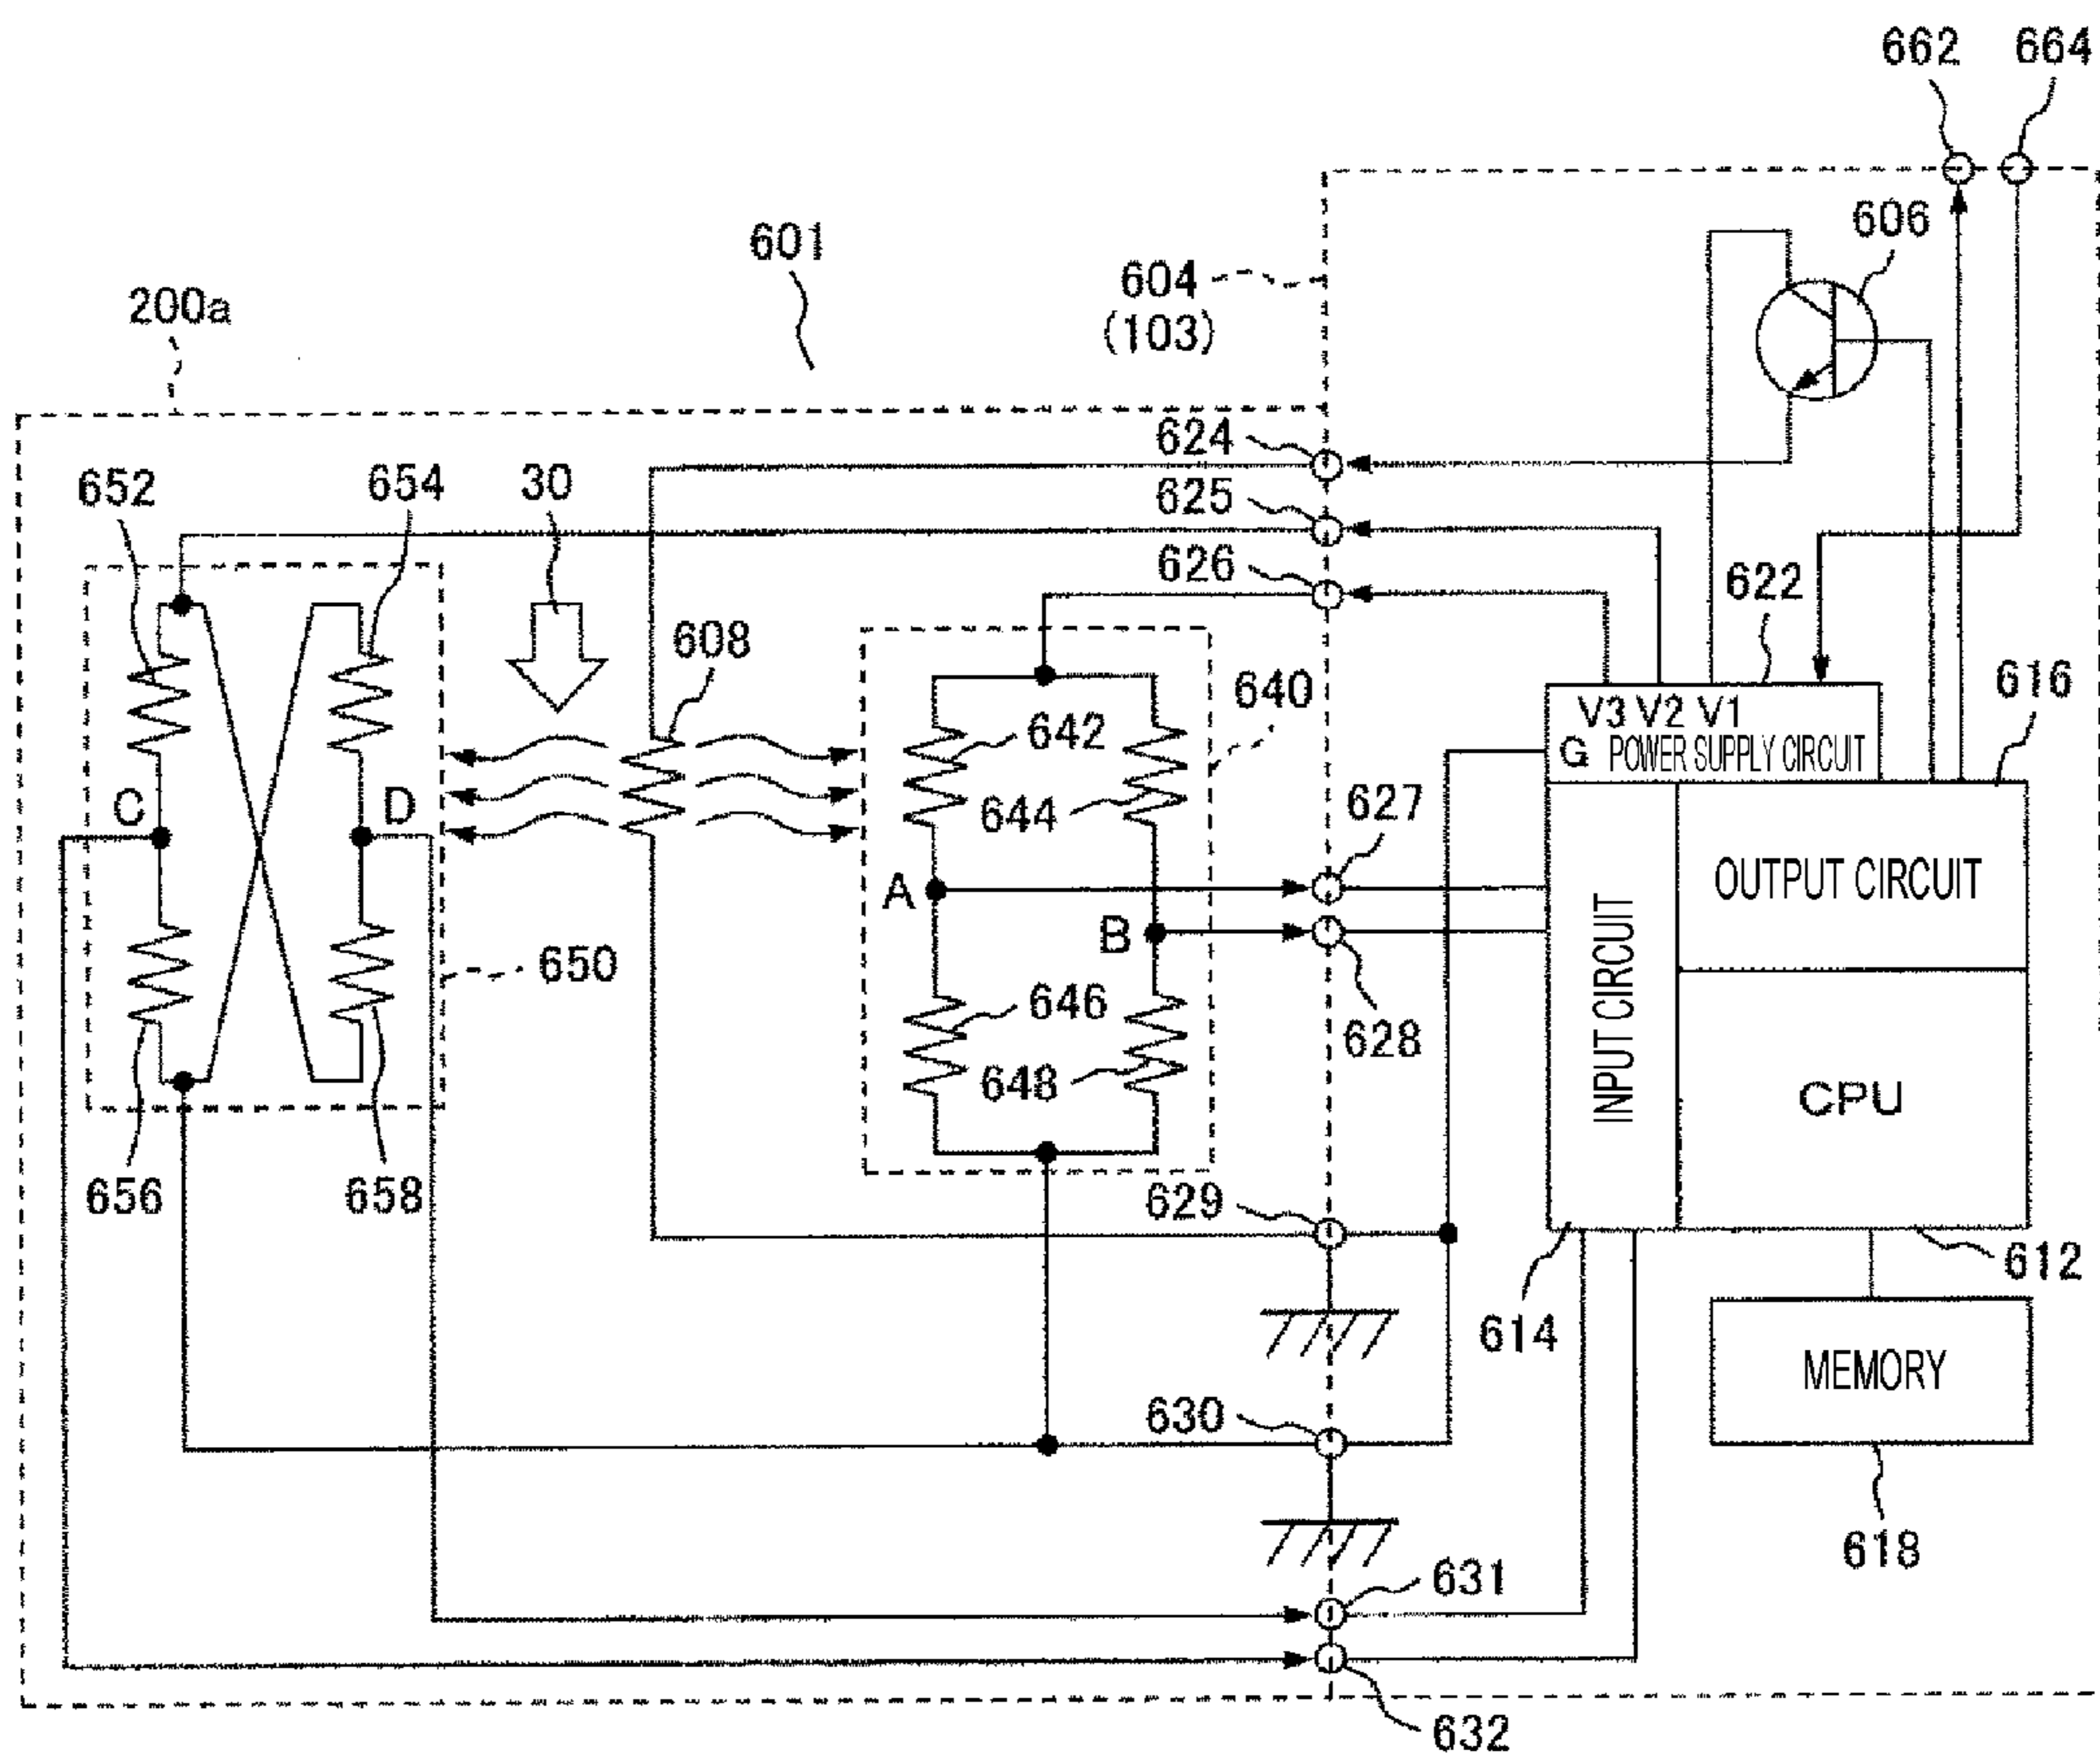 662
664
606
601
604
(103)
200a
624
652
654
30
625
626
622
608
616
640
V3 V2 V1
642
G POWER SUPPLY CIRCUIT
644
627
C
D
A
OUTPUT CIRCUIT
B
650
INPUT CIRCUIT
646
628
648
CPU
656
658
629
612
614
MEMORY
630
618
631
632